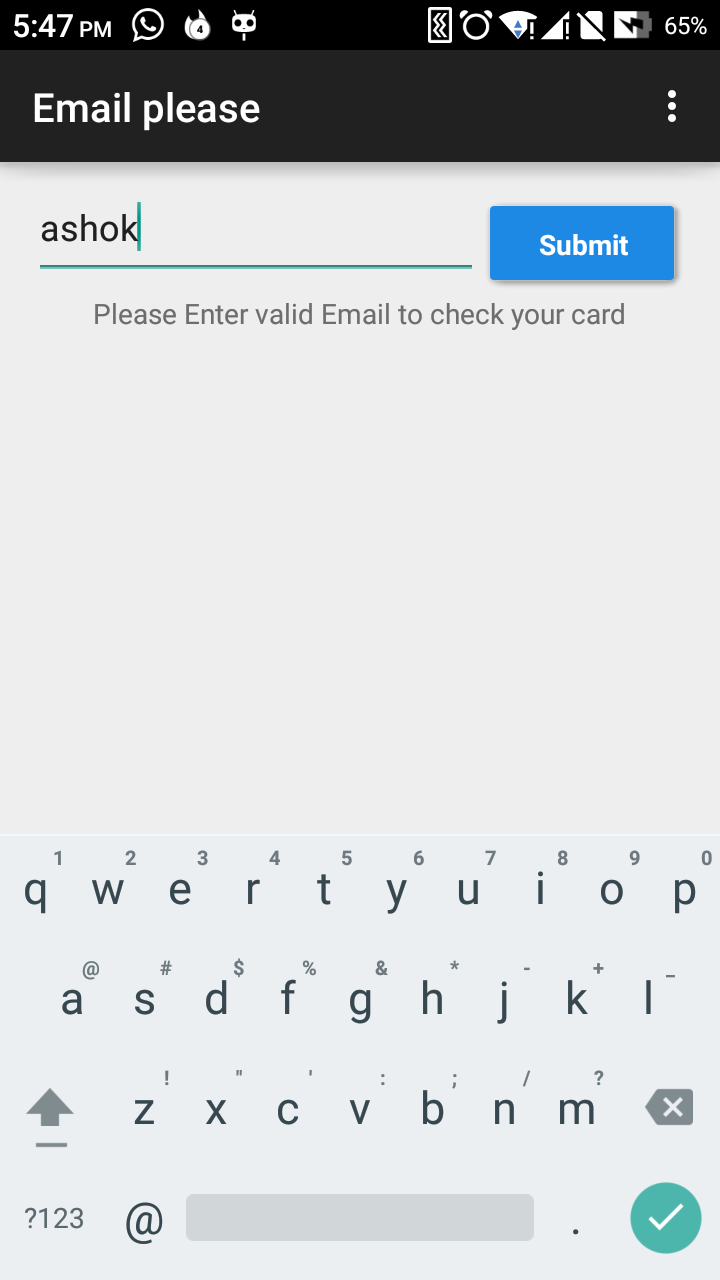 5:47 PM 4 65%
Email please
ashok
Submit
Please Enter valid Email to check your card
1 2 3 4 5 6 7 8 9 0
q w e r t y u i o p
@ # $ % & * - + _
a s d f g h j k l
! " ' : ; / ?
z x c v b n m
?123 @ .